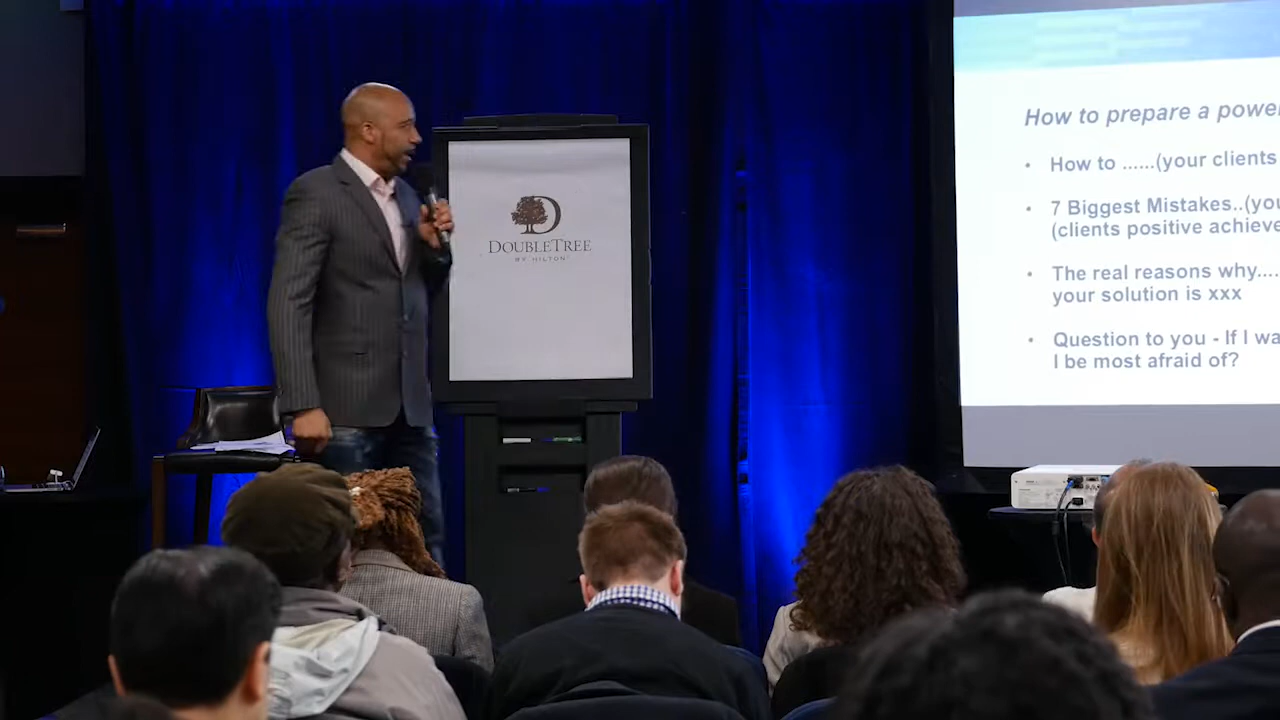 DOUBLETREE
BY HILTON
How to prepare a power
• How to ......(your clients
• 7 Biggest Mistakes..(you
(clients positive achieve
• The real reasons why....
your solution is xxx
• Question to you - If I wa
I be most afraid of?